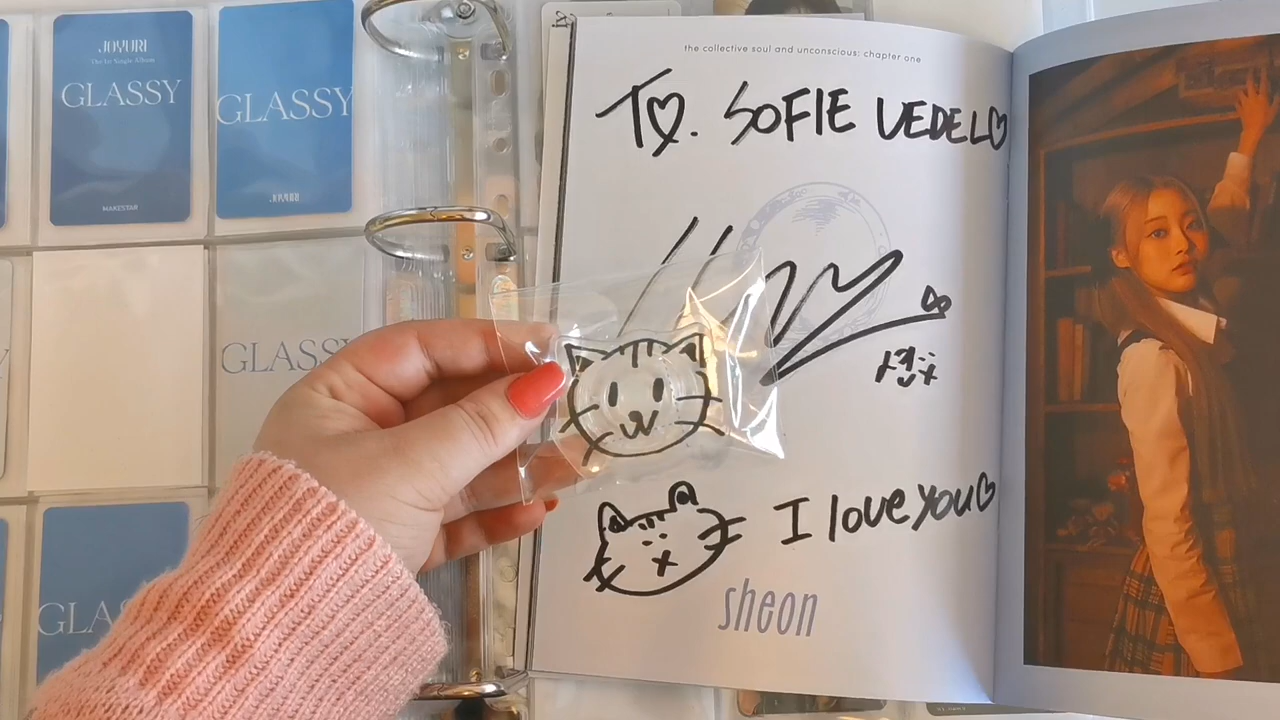 JOYURI
The 1st Single Album
GLASSY
MAKESTAR
GLASSY
GLASSY
GLASSY
the collective soul and unconscious: chapter one
To. SOFIE VEDEL♡
I love you♡
sheon